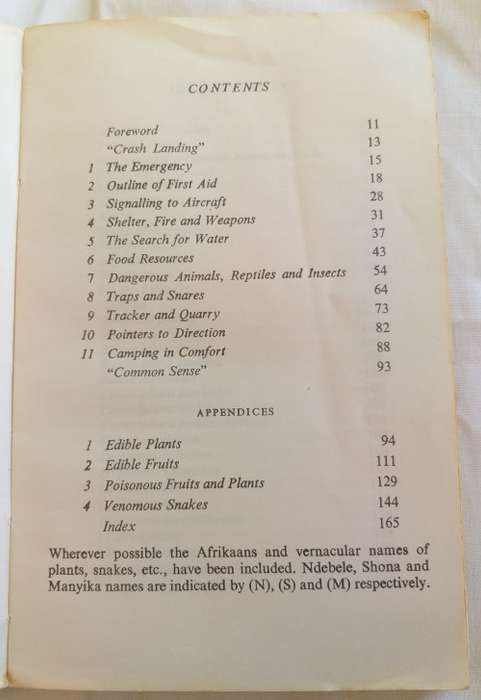 CONTENTS
Foreword 11
“Crash Landing” 13
1 The Emergency 15
2 Outline of First Aid 18
3 Signalling to Aircraft 28
4 Shelter, Fire and Weapons 31
5 The Search for Water 37
6 Food Resources 43
7 Dangerous Animals, Reptiles and Insects 54
8 Traps and Snares 64
9 Tracker and Quarry 73
10 Pointers to Direction 82
11 Camping in Comfort 88
“Common Sense” 93
APPENDICES
1 Edible Plants 94
2 Edible Fruits 111
3 Poisonous Fruits and Plants 129
4 Venomous Snakes 144
Index 165
Wherever possible the Afrikaans and vernacular names of
plants, snakes, etc., have been included. Ndebele, Shona and
Manyika names are indicated by (N), (S) and (M) respectively.